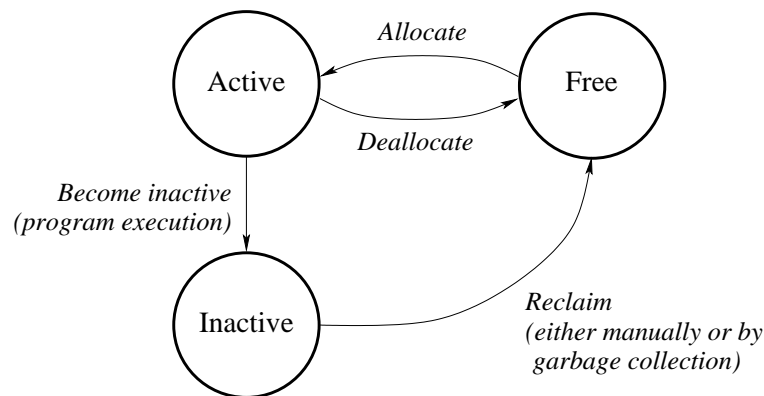 Allocate
Active
Free
Deallocate
Become inactive
(program execution)
Inactive
Reclaim
(either manually or by
garbage collection)